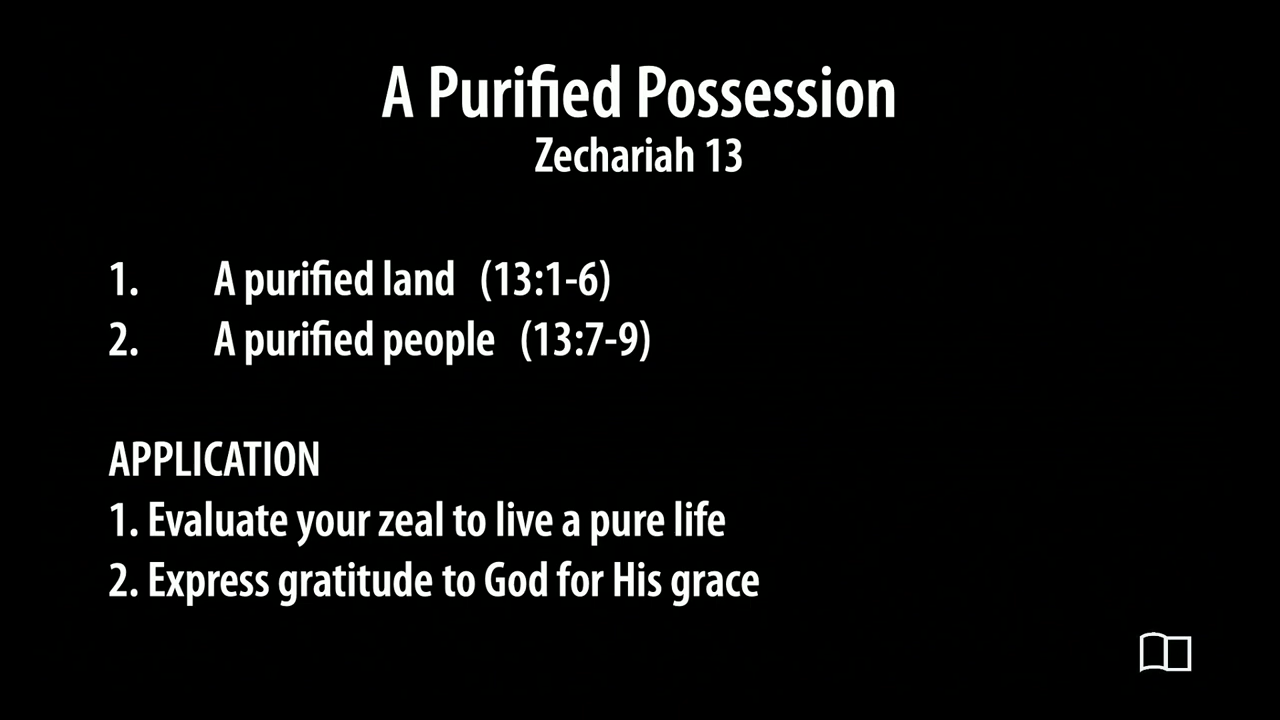 A Purified Possession
Zechariah 13
1. A purified land (13:1-6)
2. A purified people (13:7-9)
APPLICATION
1. Evaluate your zeal to live a pure life
2. Express gratitude to God for His grace